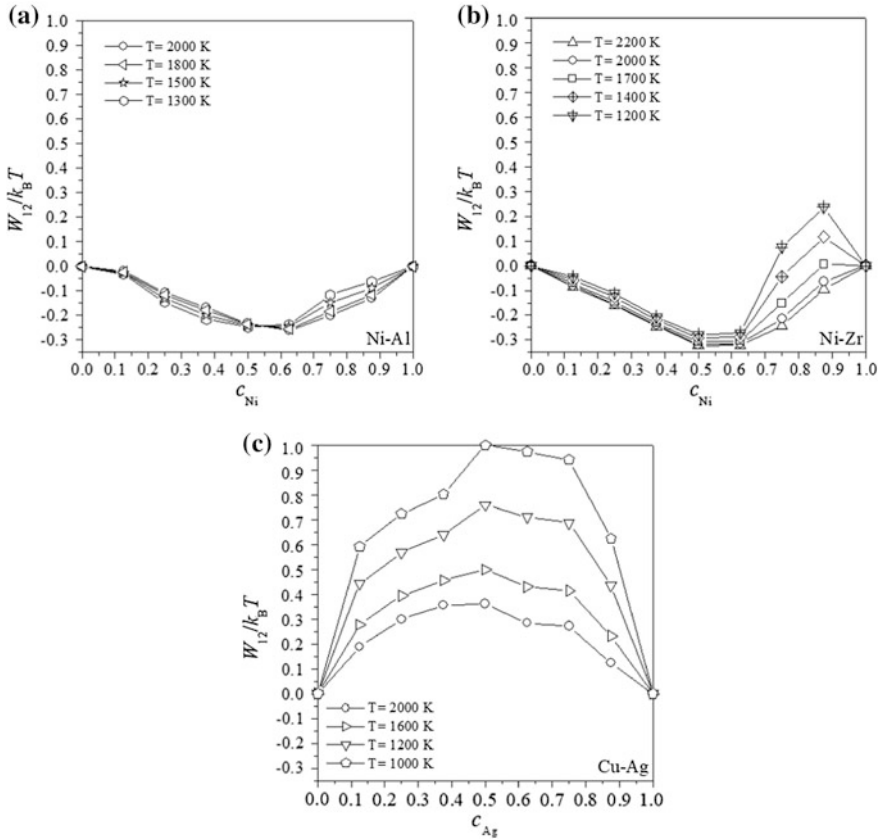 (a)
1.0
0.9
0.8
0.7
0.6
0.5
0.4
0.3
0.2
0.1
0.0
-0.1
-0.2
-0.3
W₁₂/k_BT
T= 2000 K
T= 1800 K
T= 1500 K
T= 1300 K
Ni-Al
0.0 0.1 0.2 0.3 0.4 0.5 0.6 0.7 0.8 0.9 1.0
c_Ni
(b)
1.0
0.9
0.8
0.7
0.6
0.5
0.4
0.3
0.2
0.1
0.0
-0.1
-0.2
-0.3
W₁₂/k_BT
T= 2200 K
T= 2000 K
T= 1700 K
T= 1400 K
T= 1200 K
Ni-Zr
0.0 0.1 0.2 0.3 0.4 0.5 0.6 0.7 0.8 0.9 1.0
c_Ni
(c)
1.0
0.9
0.8
0.7
0.6
0.5
0.4
0.3
0.2
0.1
0.0
-0.1
-0.2
-0.3
W₁₂/k_BT
T= 2000 K
T= 1600 K
T= 1200 K
T= 1000 K
Cu-Ag
0.0 0.1 0.2 0.3 0.4 0.5 0.6 0.7 0.8 0.9 1.0
c_Ag